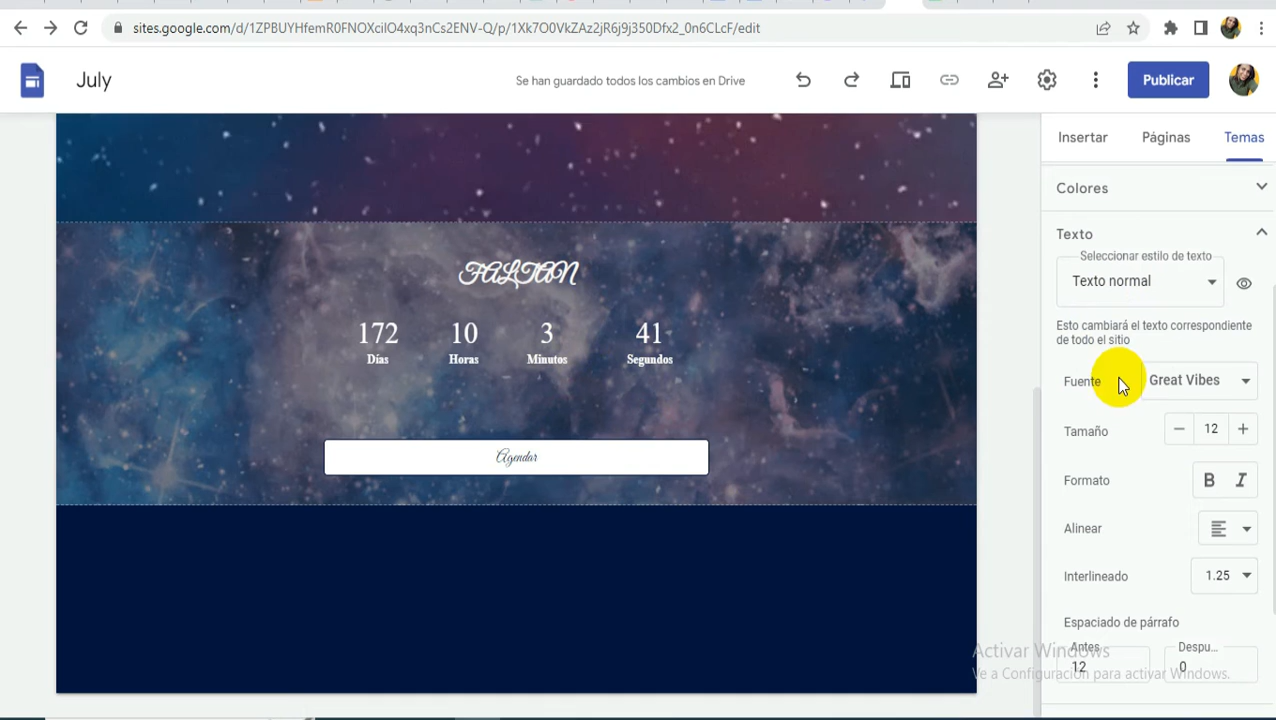 sites.google.com/d/1ZPBUYHfemR0FNOXcilO4xq3nCs2ENV-Q/p/1Xk7O0VkZAz2jR6j9j350Dfx2_0n6CLcF/edit
July
Se han guardado todos los cambios en Drive
Publicar
Insertar
Páginas
Temas
Colores
Texto
Seleccionar estilo de texto
Texto normal
Esto cambiará el texto correspondiente
de todo el sitio
Fuente
Great Vibes
Tamaño
12
Formato
B I
Alinear
Interlineado
1.25
Espaciado de párrafo
Antes
12
Despu...
0
FALTAN
172 10 3 41
Días Horas Minutos Segundos
Agendar
Activar Windows
Ve a Configuración para activar Windows.